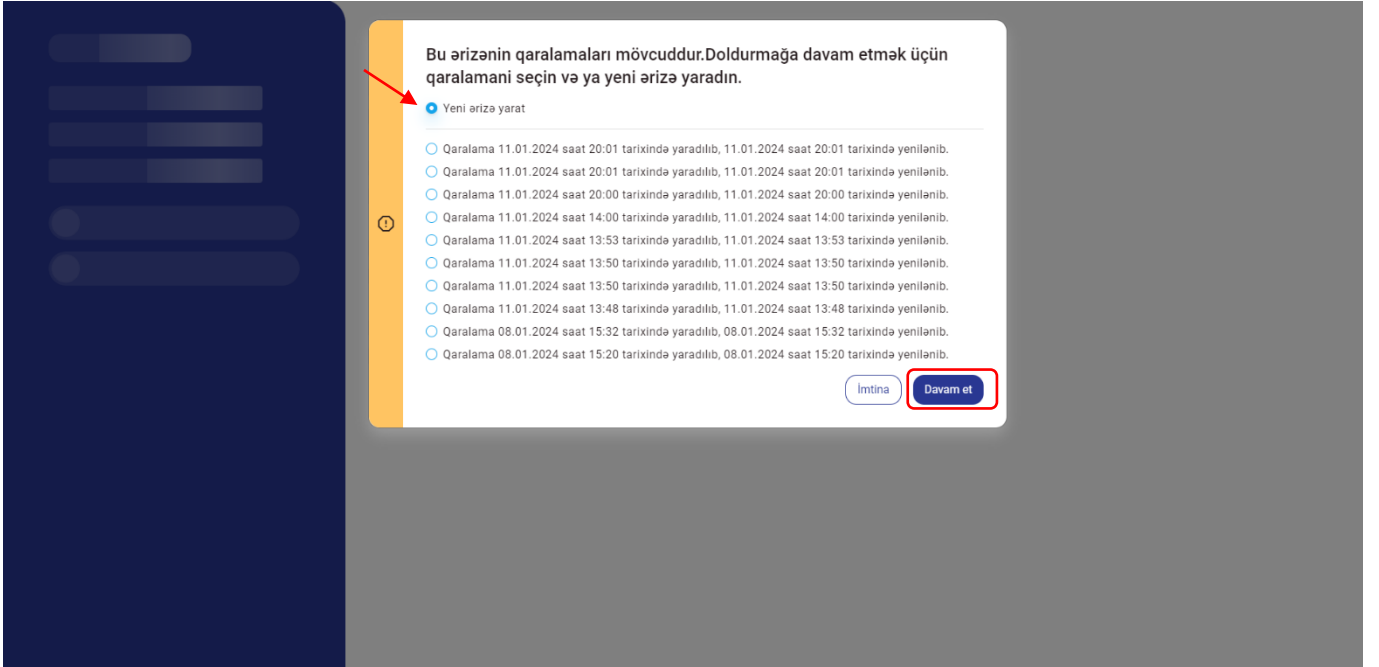 Bu ərizənin qaralamaları mövcuddur.Doldurmağa davam etmək üçün
qaralamani seçin və ya yeni ərizə yaradın.
Yeni ərizə yarat
Qaralama 11.01.2024 saat 20:01 tarixində yaradılıb, 11.01.2024 saat 20:01 tarixində yenilənib.
Qaralama 11.01.2024 saat 20:01 tarixində yaradılıb, 11.01.2024 saat 20:01 tarixində yenilənib.
Qaralama 11.01.2024 saat 20:00 tarixində yaradılıb, 11.01.2024 saat 20:00 tarixində yenilənib.
Qaralama 11.01.2024 saat 14:00 tarixində yaradılıb, 11.01.2024 saat 14:00 tarixində yenilənib.
Qaralama 11.01.2024 saat 13:53 tarixində yaradılıb, 11.01.2024 saat 13:53 tarixində yenilənib.
Qaralama 11.01.2024 saat 13:50 tarixində yaradılıb, 11.01.2024 saat 13:50 tarixində yenilənib.
Qaralama 11.01.2024 saat 13:50 tarixində yaradılıb, 11.01.2024 saat 13:50 tarixində yenilənib.
Qaralama 11.01.2024 saat 13:48 tarixində yaradılıb, 11.01.2024 saat 13:48 tarixində yenilənib.
Qaralama 08.01.2024 saat 15:32 tarixində yaradılıb, 08.01.2024 saat 15:32 tarixində yenilənib.
Qaralama 08.01.2024 saat 15:20 tarixində yaradılıb, 08.01.2024 saat 15:20 tarixində yenilənib.
İmtina Davam et